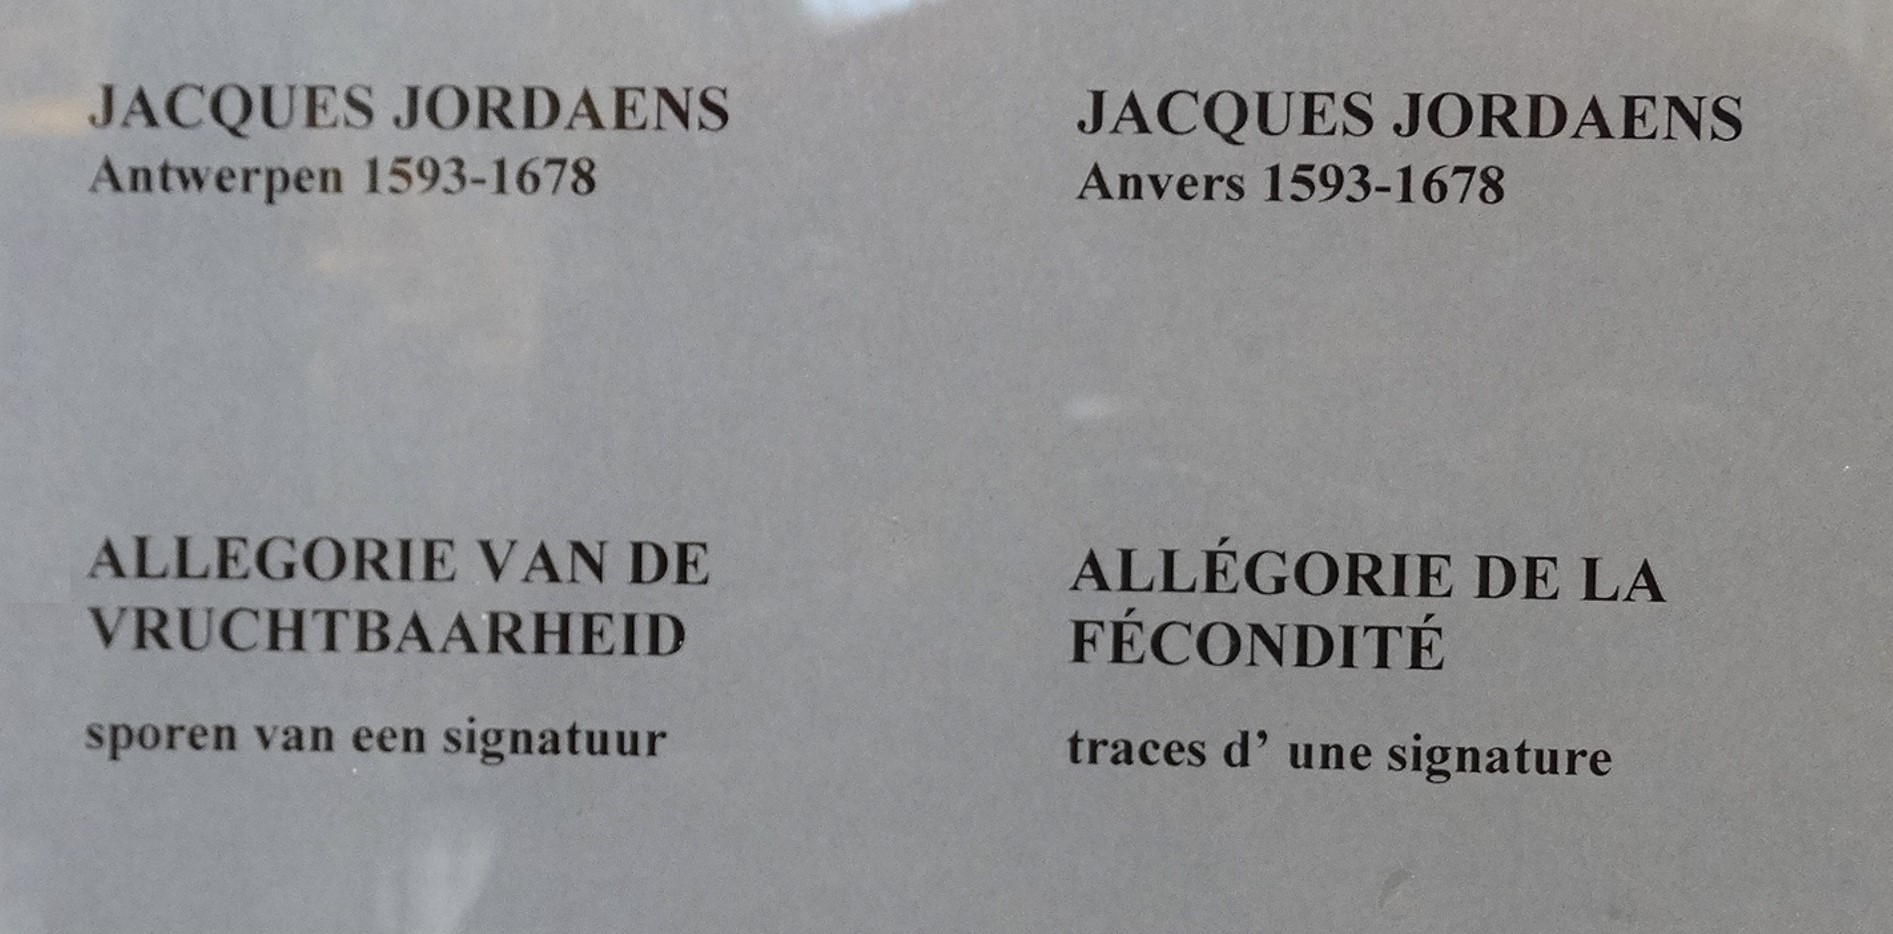 JACQUES JORDAENS
Antwerpen 1593-1678
ALLEGORIE VAN DE
VRUCHTBAARHEID
sporen van een signatuur
JACQUES JORDAENS
Anvers 1593-1678
ALLÉGORIE DE LA
FÉCONDITÉ
traces d’ une signature